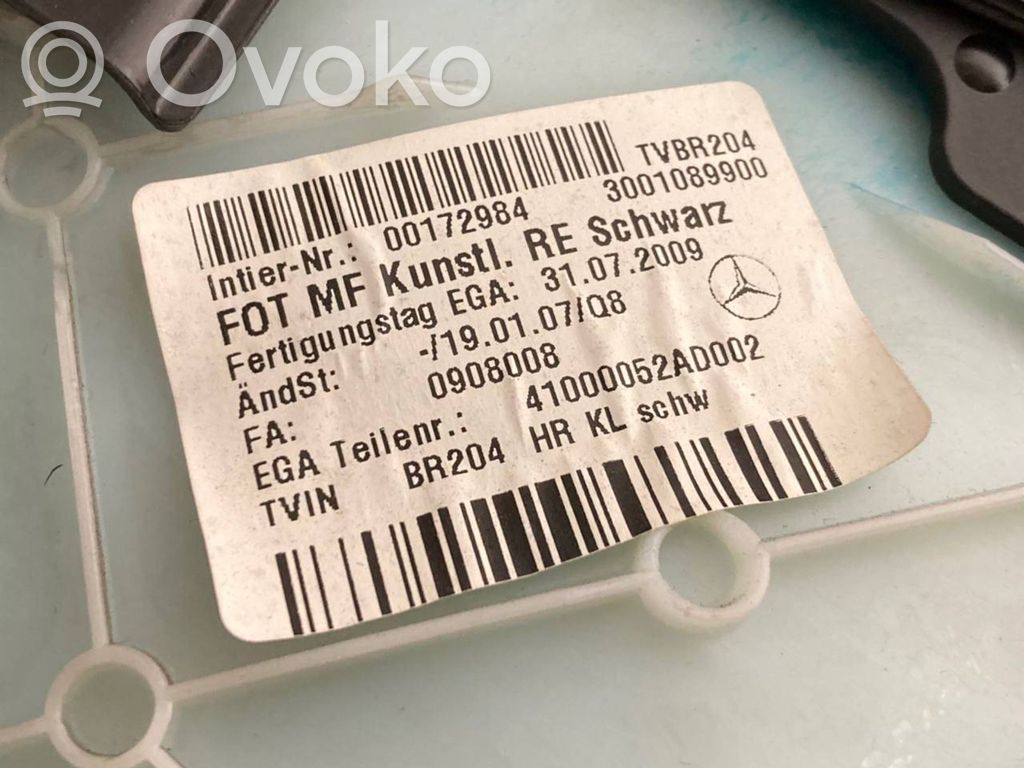 Ovoko
TVBR204
Intier-Nr.: 00172984 3001089900
FOT MF Kunstl. RE Schwarz
Fertigungstag EGA: 31.07.2009
ÄndSt: -/19.01.07/Q8
FA: 0908008
EGA Teilenr.: 41000052AD002
TVIN BR204 HR KL schw